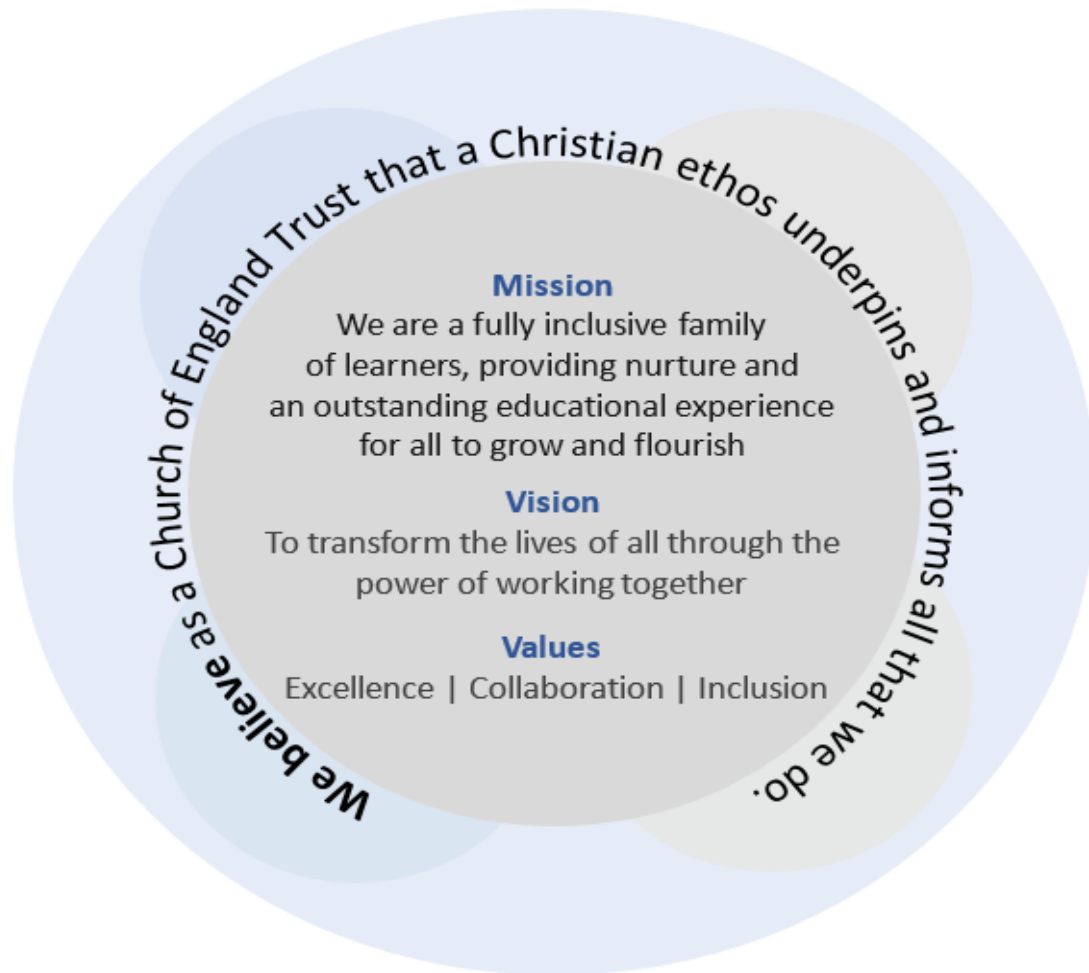 We believe as a Church of England Trust that a Christian ethos underpins and informs all that we do.
Mission
We are a fully inclusive family
of learners, providing nurture and
an outstanding educational experience
for all to grow and flourish
Vision
To transform the lives of all through the
power of working together
Values
Excellence | Collaboration | Inclusion